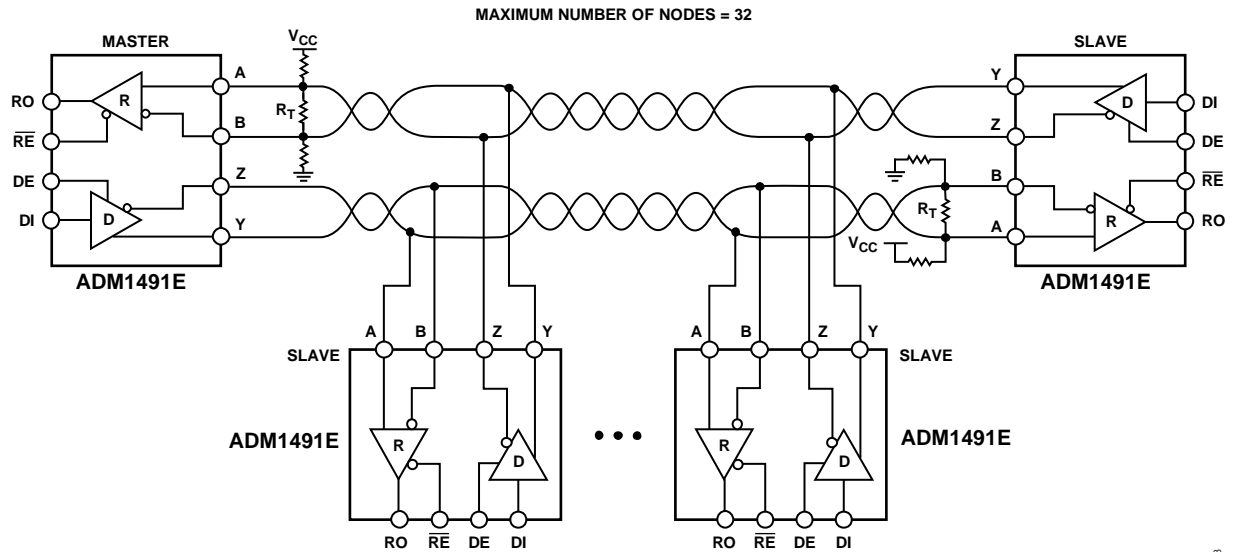 MAXIMUM NUMBER OF NODES = 32
MASTER
VCC
SLAVE
A
Y
RO
R
D
DI
RT
B
Z
RE
DE
DE
Z
B
RE
DI
D
Y
RT
R
RO
VCC
A
ADM1491E
ADM1491E
A
B
Z
Y
A
B
Z
Y
SLAVE
SLAVE
ADM1491E
R
D
• • •
R
D
ADM1491E
RO
RE
DE
DI
RO
RE
DE
DI